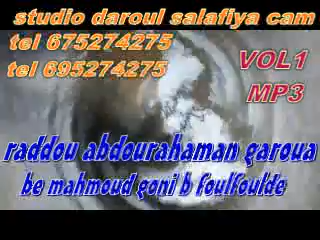 studio daroul salafiya cam
tel 675274275
tel 695274275
VOL1
MP3
raddou abdourahaman garoua
be mahmoud goni b foulfoulde